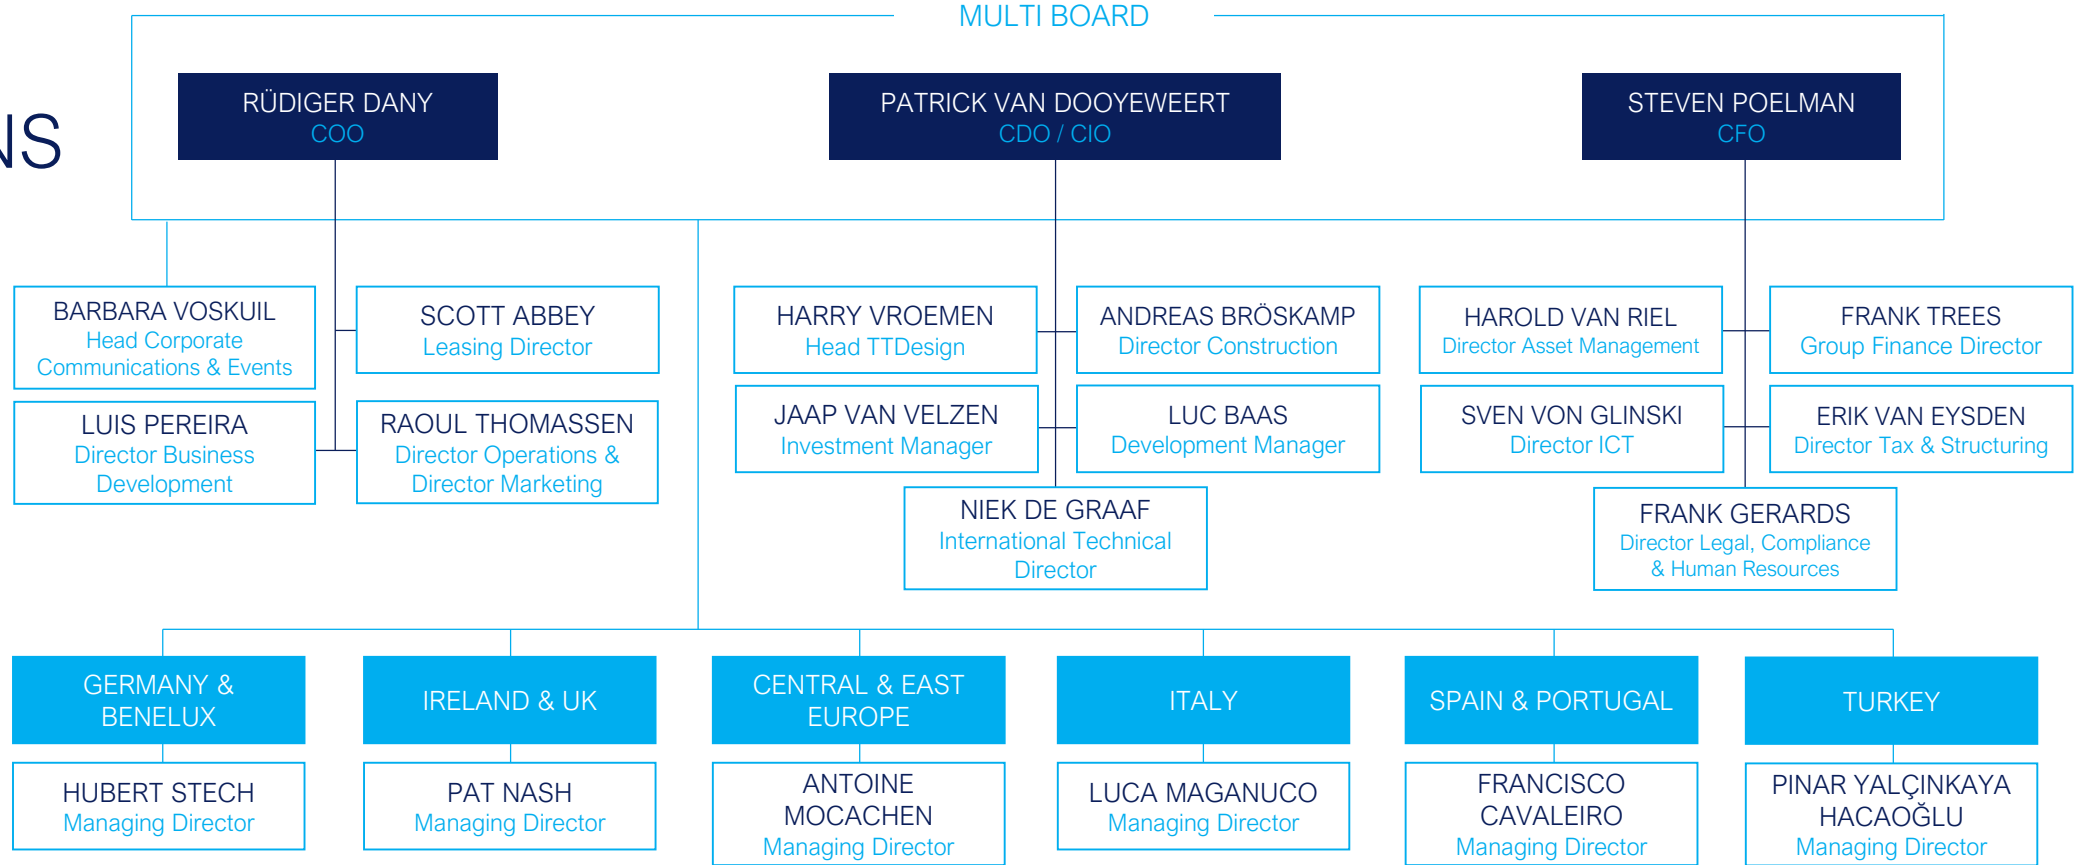 MULTI BOARD
NS
RÜDIGER DANY
COO
PATRICK VAN DOOYEWEERT
CDO / CIO
STEVEN POELMAN
CFO
BARBARA VOSKUIL
Head Corporate
Communications & Events
SCOTT ABBEY
Leasing Director
HARRY VROEMEN
Head TTDesign
ANDREAS BRÖSKAMP
Director Construction
HAROLD VAN RIEL
Director Asset Management
FRANK TREES
Group Finance Director
LUIS PEREIRA
Director Business
Development
RAOUL THOMASSEN
Director Operations &
Director Marketing
JAAP VAN VELZEN
Investment Manager
LUC BAAS
Development Manager
SVEN VON GLINSKI
Director ICT
ERIK VAN EYSDEN
Director Tax & Structuring
NIEK DE GRAAF
International Technical
Director
FRANK GERARDS
Director Legal, Compliance
& Human Resources
GERMANY &
BENELUX
IRELAND & UK
CENTRAL & EAST
EUROPE
ITALY
SPAIN & PORTUGAL
TURKEY
HUBERT STECH
Managing Director
PAT NASH
Managing Director
ANTOINE
MOCACHEN
Managing Director
LUCA MAGANUCO
Managing Director
FRANCISCO
CAVALEIRO
Managing Director
PINAR YALÇINKAYA
HACAOĞLU
Managing Director